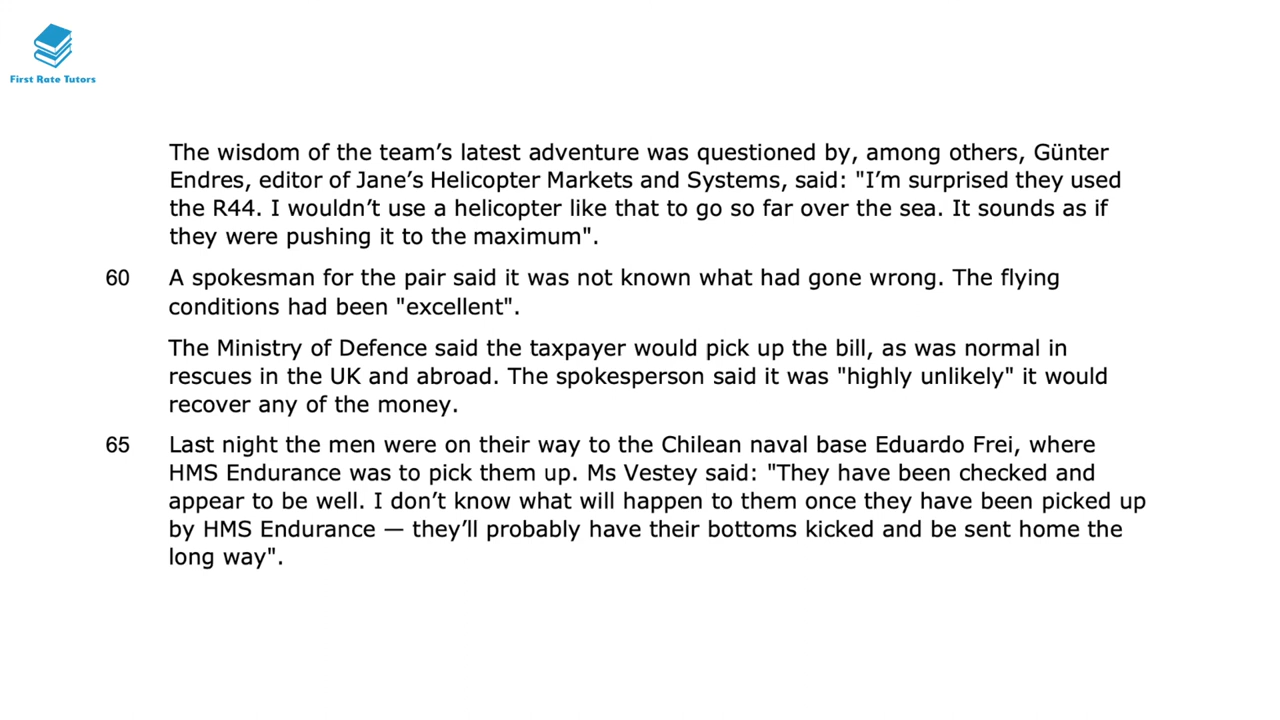 First Rate Tutors
The wisdom of the team’s latest adventure was questioned by, among others, Günter
Endres, editor of Jane’s Helicopter Markets and Systems, said: "I’m surprised they used
the R44. I wouldn’t use a helicopter like that to go so far over the sea. It sounds as if
they were pushing it to the maximum".
60 A spokesman for the pair said it was not known what had gone wrong. The flying
conditions had been "excellent".
The Ministry of Defence said the taxpayer would pick up the bill, as was normal in
rescues in the UK and abroad. The spokesperson said it was "highly unlikely" it would
recover any of the money.
65 Last night the men were on their way to the Chilean naval base Eduardo Frei, where
HMS Endurance was to pick them up. Ms Vestey said: "They have been checked and
appear to be well. I don’t know what will happen to them once they have been picked up
by HMS Endurance — they’ll probably have their bottoms kicked and be sent home the
long way".